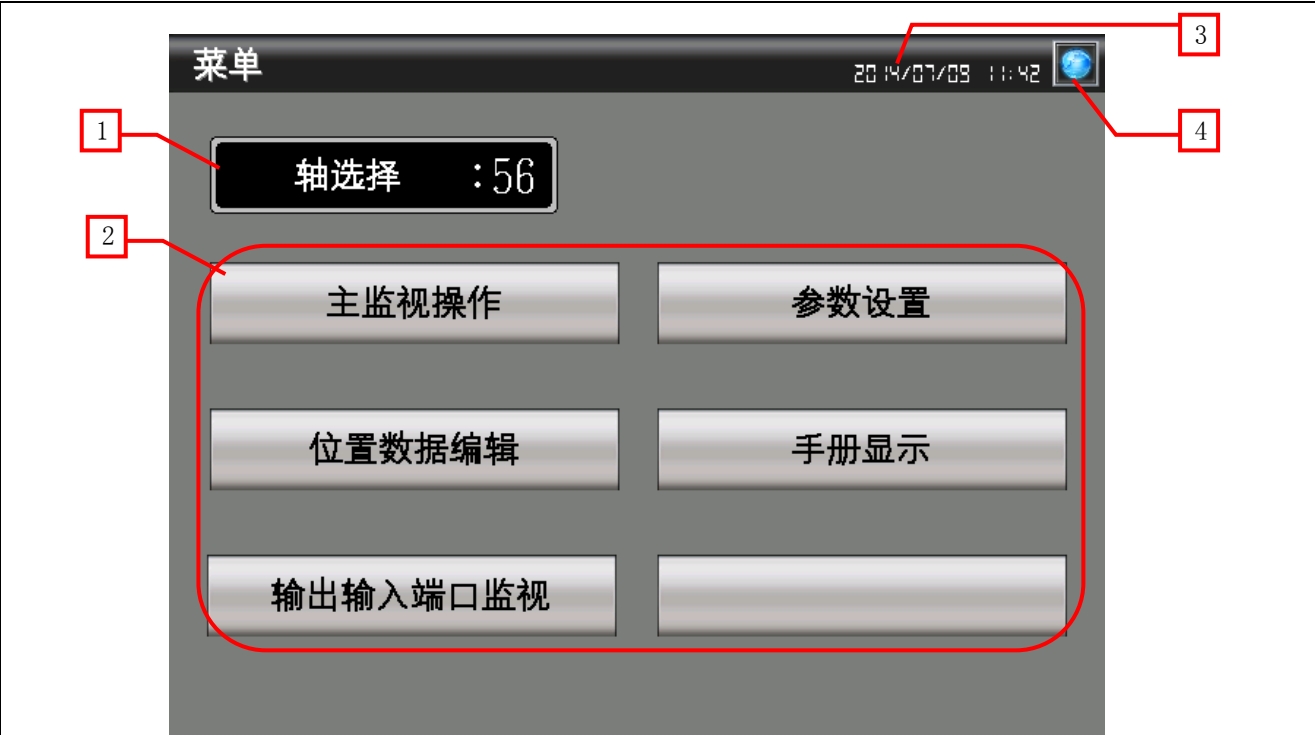 3
菜单
2014/07/09 11:42
1
4
轴选择 :56
2
主监视操作
参数设置
位置数据编辑
手册显示
输出输入端口监视